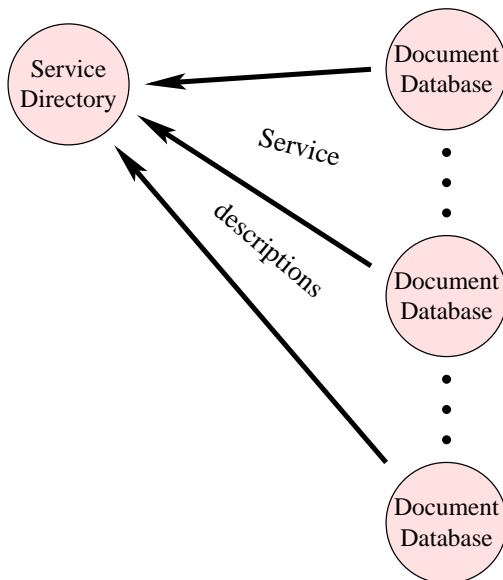 Service
Directory
Document
Database
Service
descriptions
Document
Database
Document
Database